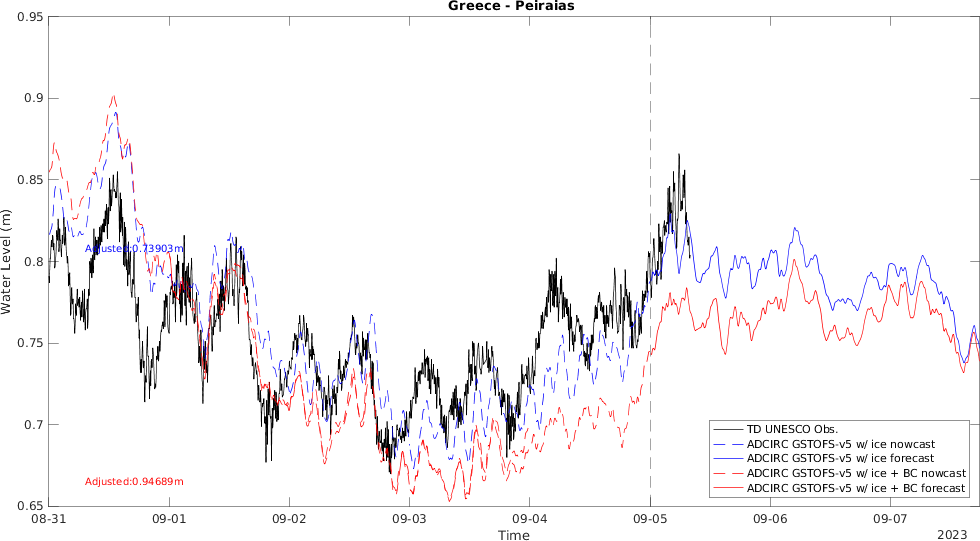 Greece - Peiraias
0.95
0.9
0.85
0.8
0.75
0.7
0.65
Water Level (m)
Adjusted:0.73903m
Adjusted:0.94689m
TD UNESCO Obs.
ADCIRC GSTOFS-v5 w/ ice nowcast
ADCIRC GSTOFS-v5 w/ ice forecast
ADCIRC GSTOFS-v5 w/ ice + BC nowcast
ADCIRC GSTOFS-v5 w/ ice + BC forecast
08-31 09-01 09-02 09-03 09-04 09-05 09-06 09-07
Time
2023